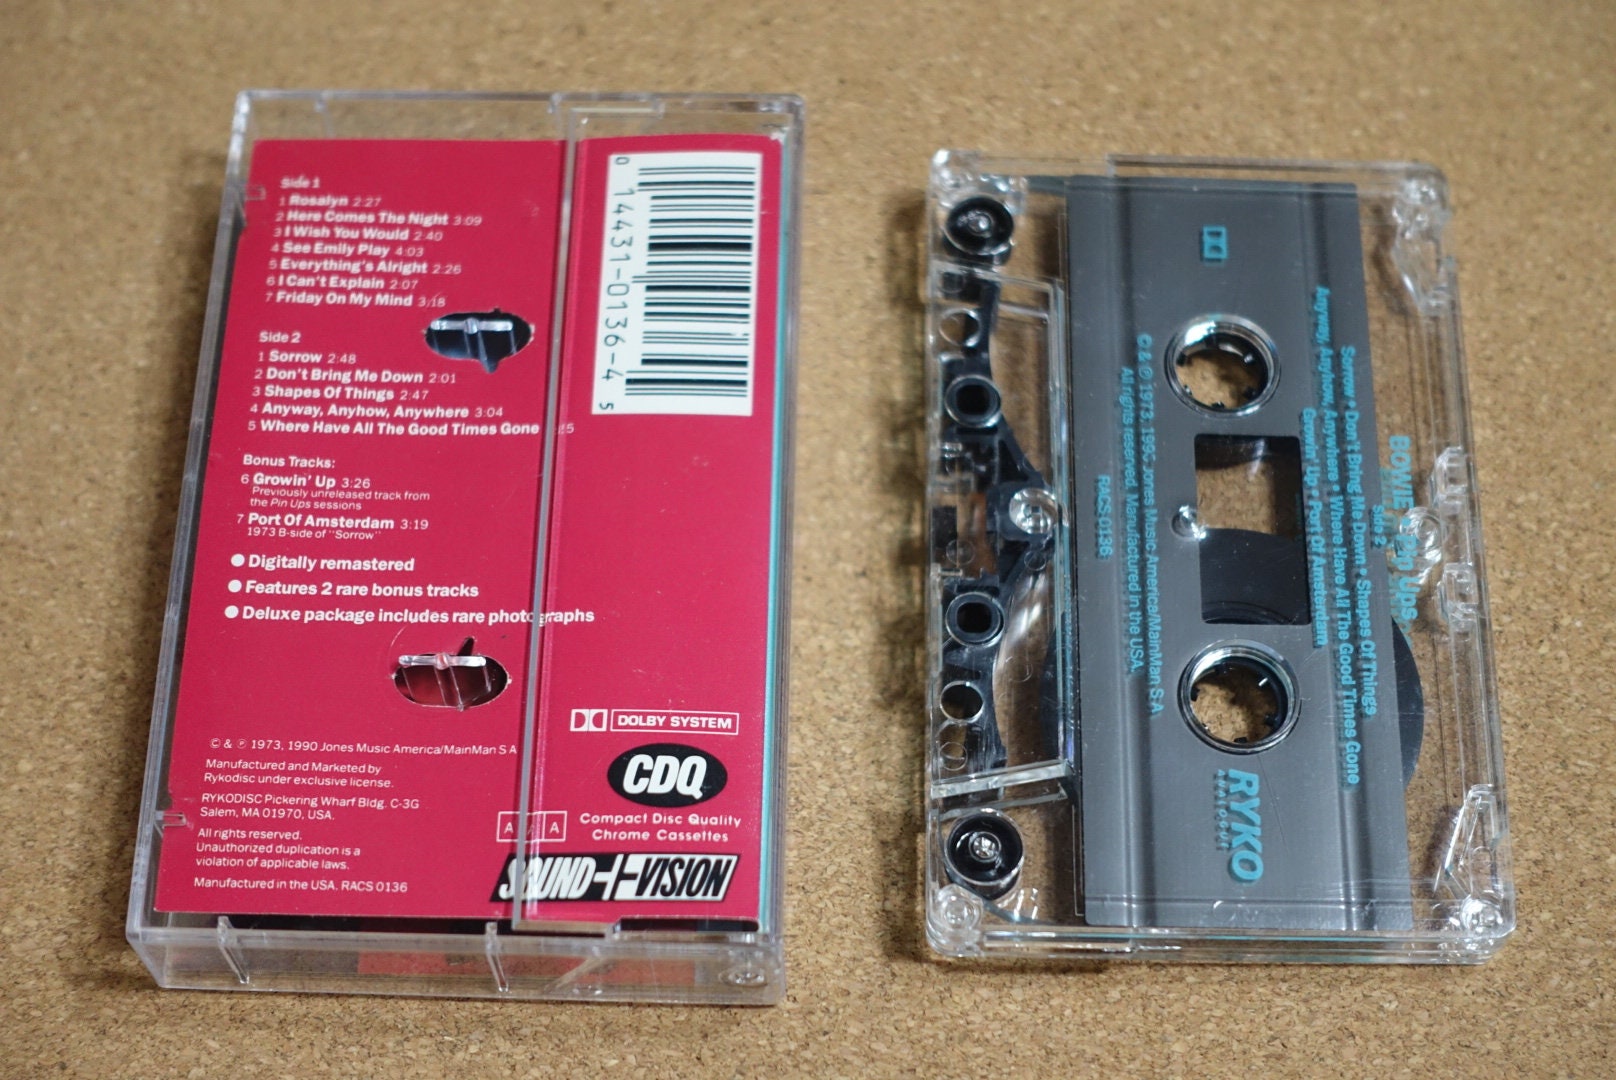 Side 1
1 Rosalyn 2:27
2 Here Comes The Night 3:09
3 I Wish You Would 2:40
4 See Emily Play 4:03
5 Everything's Alright 2:26
6 I Can't Explain 2:07
7 Friday On My Mind 3:18
Side 2
1 Sorrow 2:48
2 Don't Bring Me Down 2:01
3 Shapes Of Things 2:47
4 Anyway, Anyhow, Anywhere 3:04
5 Where Have All The Good Times Gone
Bonus Tracks:
6 Growin' Up 3:26
Previously unreleased track from
the Pin Ups sessions
7 Port Of Amsterdam 3:19
1973 B-side of "Sorrow"
● Digitally remastered
● Features 2 rare bonus tracks
● Deluxe package includes rare photographs
© & ℗ 1973, 1990 Jones Music America/MainMan S A
Manufactured and Marketed by
Rykodisc under exclusive license.
RYKODISC Pickering Wharf Bldg. C-3G
Salem, MA 01970, USA.
All rights reserved.
Unauthorized duplication is a
violation of applicable laws.
Manufactured in the USA. RACS 0136
0 14431-0136-4 5
DOLBY SYSTEM
CDQ
Compact Disc Quality
Chrome Cassettes
SOUND+VISION
BOWIE • Pin Ups
Side 2
Sorrow • Don't Bring Me Down • Shapes Of Things
Anyway, Anyhow, Anywhere • Where Have All The Good Times Gone
Growin' Up • Port Of Amsterdam
RYKO
ANALOGUE
© & ℗ 1973, 1995 Jones Music America/MainMan S.A.
All rights reserved. Manufactured in the USA.
RACS 0136